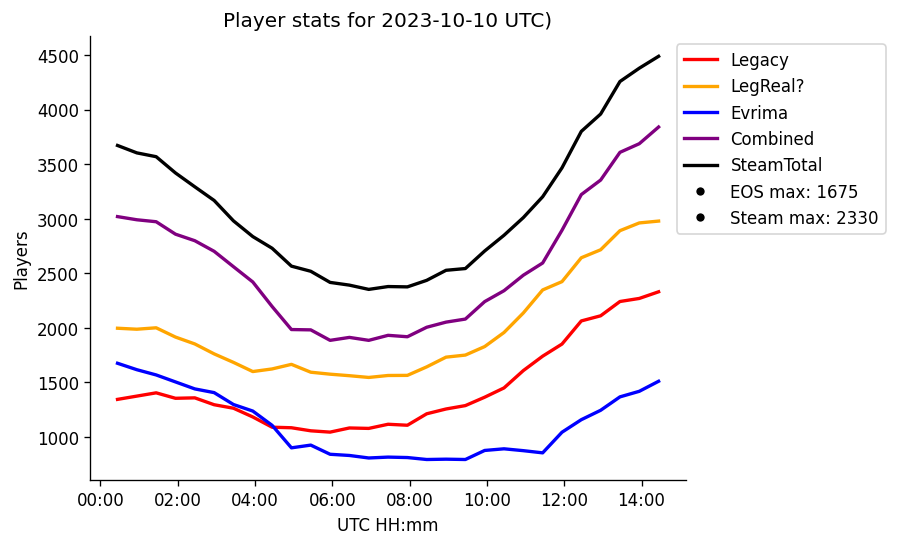 Player stats for 2023-10-10 UTC)
4500
4000
3500
3000
2500
2000
1500
1000
Players
00:00 02:00 04:00 06:00 08:00 10:00 12:00 14:00
UTC HH:mm
Legacy
LegReal?
Evrima
Combined
SteamTotal
EOS max: 1675
Steam max: 2330